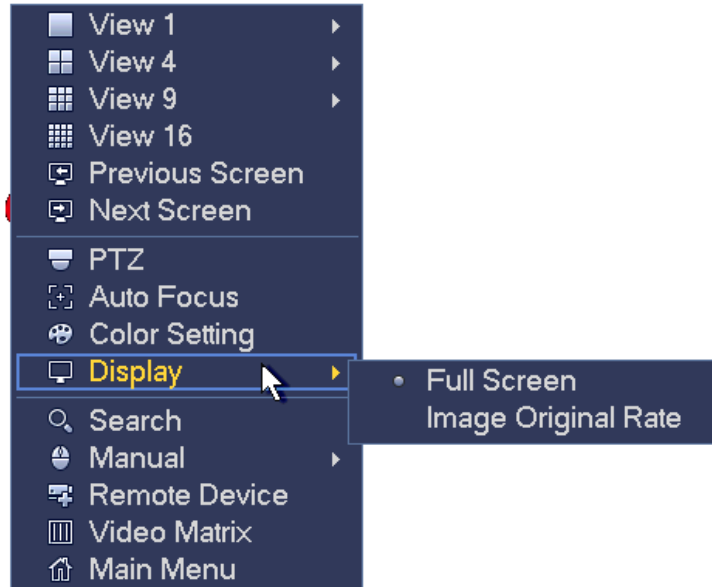 View 1
View 4
View 9
View 16
Previous Screen
Next Screen
PTZ
Auto Focus
Color Setting
Display
Full Screen
Image Original Rate
Search
Manual
Remote Device
Video Matrix
Main Menu